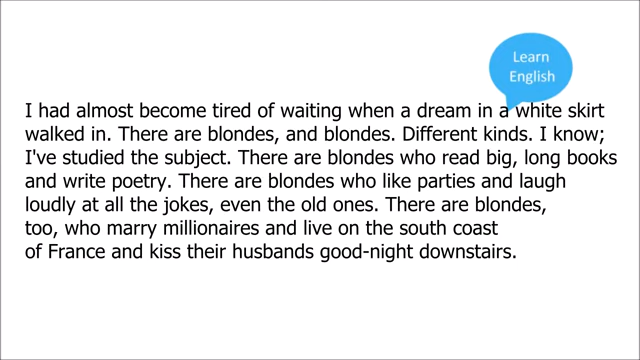 Learn
English
I had almost become tired of waiting when a dream in a white skirt
walked in. There are blondes, and blondes. Different kinds. I know;
I've studied the subject. There are blondes who read big, long books
and write poetry. There are blondes who like parties and laugh
loudly at all the jokes, even the old ones. There are blondes,
too, who marry millionaires and live on the south coast
of France and kiss their husbands good-night downstairs.